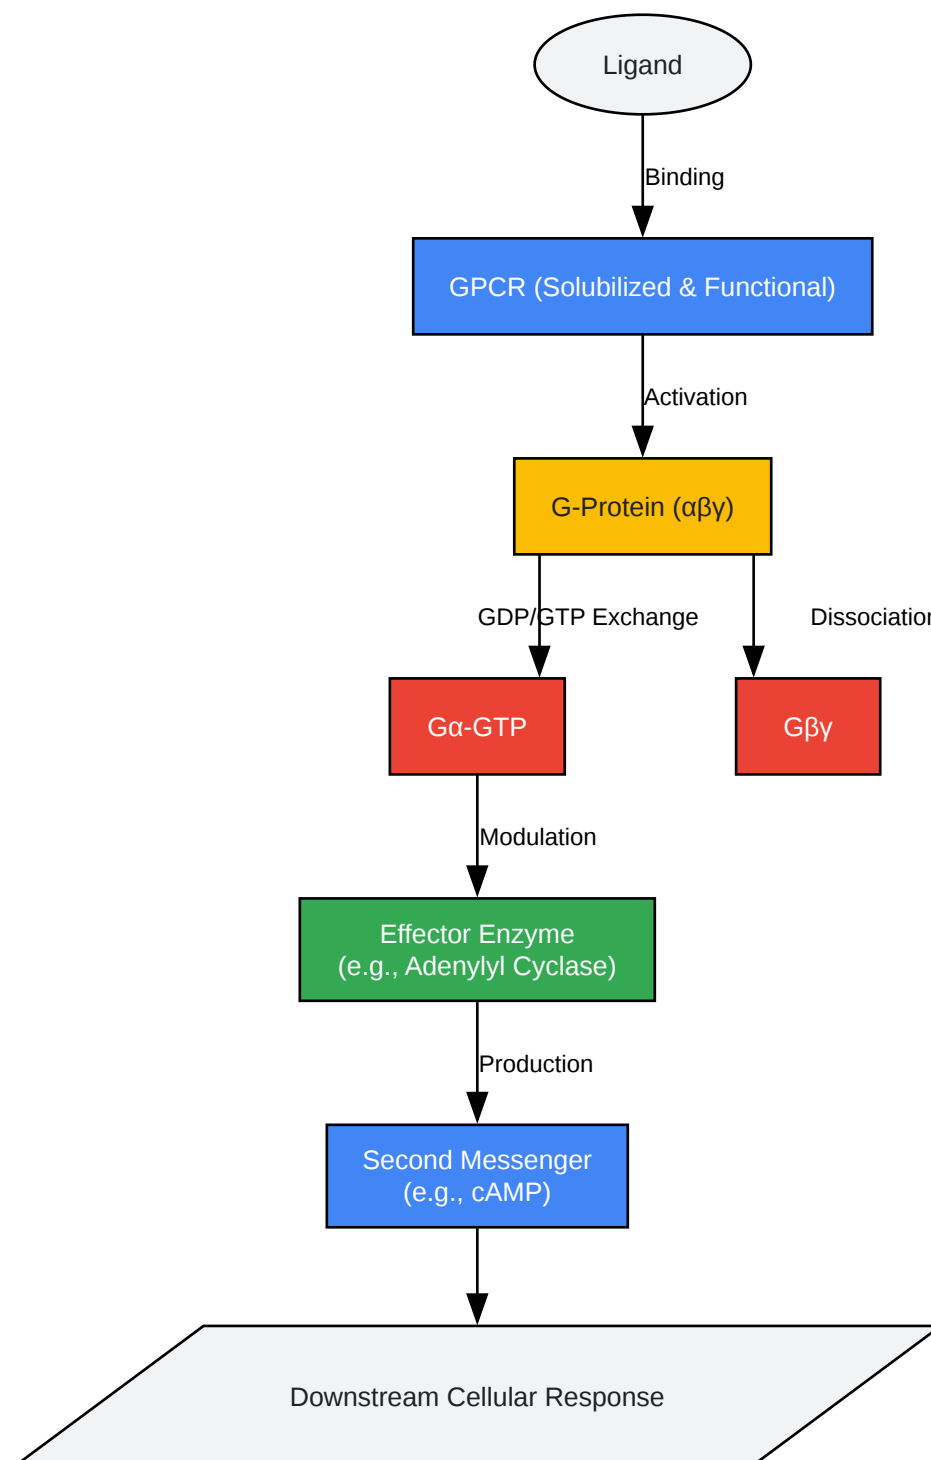 Ligand
Binding
GPCR (Solubilized & Functional)
Activation
G-Protein (αβγ)
GDP/GTP Exchange
Dissociation
Gα-GTP
Gβγ
Modulation
Effector Enzyme
(e.g., Adenylyl Cyclase)
Production
Second Messenger
(e.g., cAMP)
Downstream Cellular Response